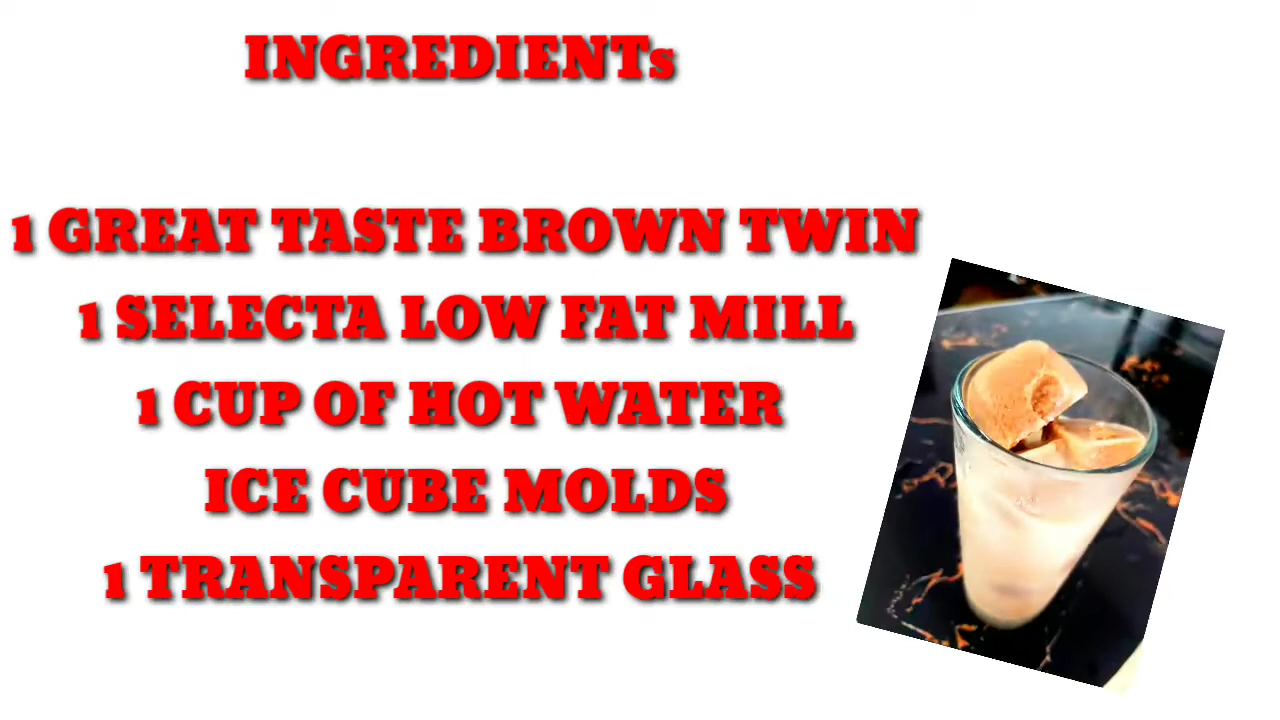 INGREDIENTs
1 GREAT TASTE BROWN TWIN
1 SELECTA LOW FAT MILL
1 CUP OF HOT WATER
ICE CUBE MOLDS
1 TRANSPARENT GLASS